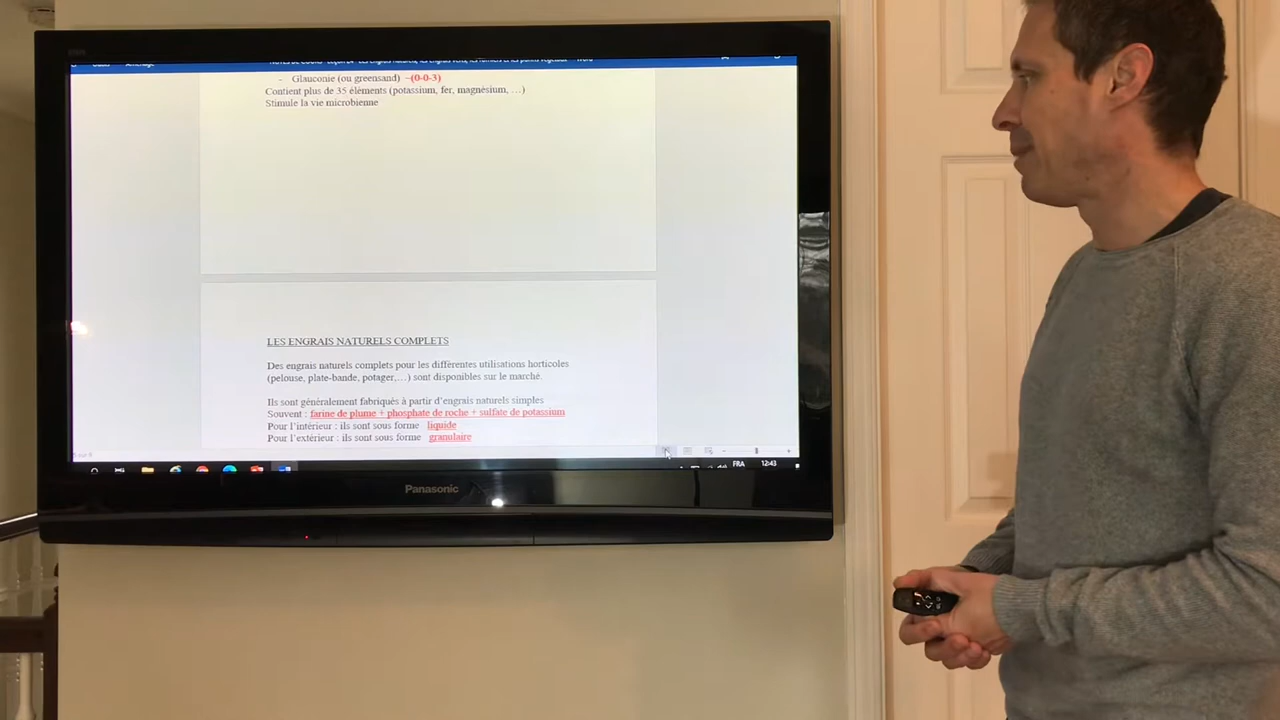 - Glauconie (ou greensand) ~(0-0-3)
Contient plus de 35 éléments (potassium, fer, magnésium, …)
Stimule la vie microbienne
LES ENGRAIS NATURELS COMPLETS
Des engrais naturels complets pour les différentes utilisations horticoles
(pelouse, plate-bande, potager,…) sont disponibles sur le marché.
Ils sont généralement fabriqués à partir d’engrais naturels simples
Souvent : farine de plume + phosphate de roche + sulfate de potassium
Pour l’intérieur : ils sont sous forme liquide
Pour l’extérieur : ils sont sous forme granulaire
FRA 12:43
Panasonic